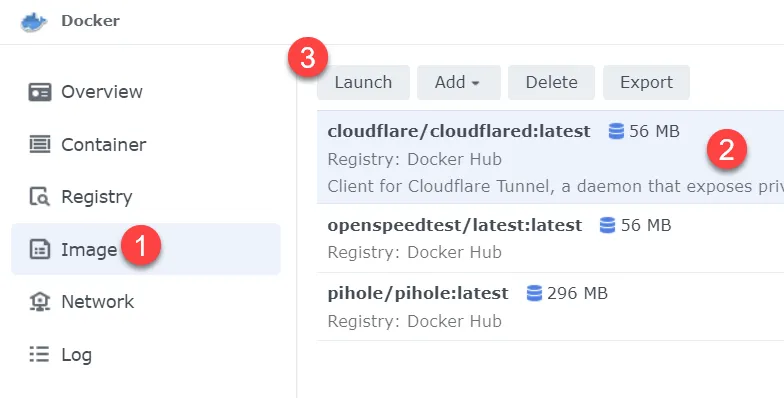 Docker
Overview
Container
Registry
Image
1
Network
Log
3
Launch Add Delete Export
cloudflare/cloudflared:latest 56 MB
Registry: Docker Hub
2
Client for Cloudflare Tunnel, a daemon that exposes priv
openspeedtest/latest:latest 56 MB
Registry: Docker Hub
pihole/pihole:latest 296 MB
Registry: Docker Hub